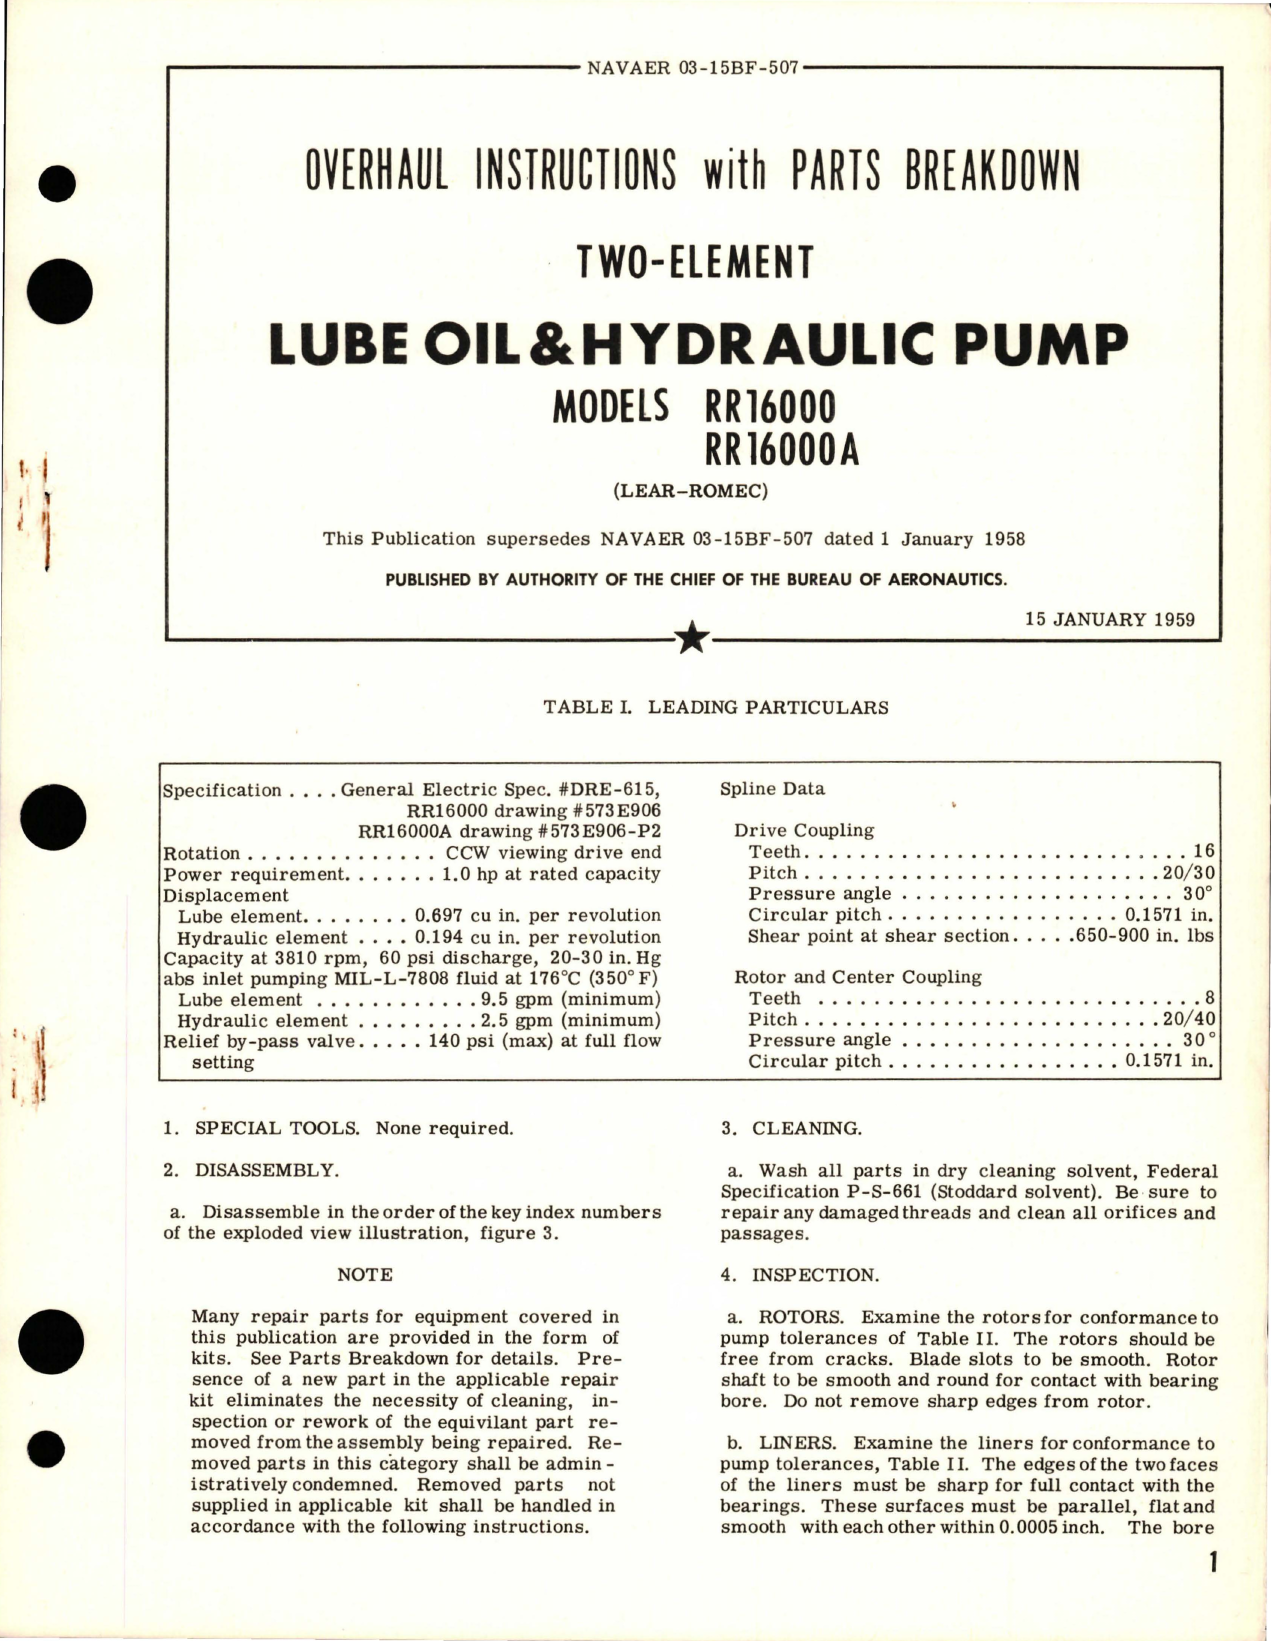 NAVAER 03-15BF-507
OVERHAUL INSTRUCTIONS with PARTS BREAKDOWN
TWO-ELEMENT
LUBE OIL & HYDRAULIC PUMP
MODELS RR16000
RR16000A
(LEAR-ROMEC)
This Publication supersedes NAVAER 03-15BF-507 dated 1 January 1958
PUBLISHED BY AUTHORITY OF THE CHIEF OF THE BUREAU OF AERONAUTICS.
15 JANUARY 1959
TABLE I. LEADING PARTICULARS
Specification . . . . General Electric Spec. #DRE-615,
RR16000 drawing #573E906
RR16000A drawing #573E906-P2
Rotation . . . . . . . . . . . . . . CCW viewing drive end
Power requirement. . . . . . . 1.0 hp at rated capacity
Displacement
Lube element. . . . . . . . 0.697 cu in. per revolution
Hydraulic element . . . . 0.194 cu in. per revolution
Capacity at 3810 rpm, 60 psi discharge, 20-30 in. Hg
abs inlet pumping MIL-L-7808 fluid at 176°C (350°F)
Lube element . . . . . . . . . . . . 9.5 gpm (minimum)
Hydraulic element . . . . . . . . . 2.5 gpm (minimum)
Relief by-pass valve. . . . . 140 psi (max) at full flow
setting
Spline Data
Drive Coupling
Teeth. . . . . . . . . . . . . . . . . . . . . . . . . . . . 16
Pitch . . . . . . . . . . . . . . . . . . . . . . . . . . 20/30
Pressure angle . . . . . . . . . . . . . . . . . . . . 30°
Circular pitch . . . . . . . . . . . . . . . . . 0.1571 in.
Shear point at shear section. . . . .650-900 in. lbs
Rotor and Center Coupling
Teeth . . . . . . . . . . . . . . . . . . . . . . . . . . . . 8
Pitch . . . . . . . . . . . . . . . . . . . . . . . . . . 20/40
Pressure angle . . . . . . . . . . . . . . . . . . . . 30°
Circular pitch . . . . . . . . . . . . . . . . . 0.1571 in.
1. SPECIAL TOOLS. None required.
2. DISASSEMBLY.
a. Disassemble in the order of the key index numbers
of the exploded view illustration, figure 3.
NOTE
Many repair parts for equipment covered in
this publication are provided in the form of
kits. See Parts Breakdown for details. Pre-
sence of a new part in the applicable repair
kit eliminates the necessity of cleaning, in-
spection or rework of the equivilant part re-
moved from the assembly being repaired. Re-
moved parts in this category shall be admin-
istratively condemned. Removed parts not
supplied in applicable kit shall be handled in
accordance with the following instructions.
3. CLEANING.
a. Wash all parts in dry cleaning solvent, Federal
Specification P-S-661 (Stoddard solvent). Be sure to
repair any damaged threads and clean all orifices and
passages.
4. INSPECTION.
a. ROTORS. Examine the rotors for conformance to
pump tolerances of Table II. The rotors should be
free from cracks. Blade slots to be smooth. Rotor
shaft to be smooth and round for contact with bearing
bore. Do not remove sharp edges from rotor.
b. LINERS. Examine the liners for conformance to
pump tolerances, Table II. The edges of the two faces
of the liners must be sharp for full contact with the
bearings. These surfaces must be parallel, flat and
smooth with each other within 0.0005 inch. The bore
1